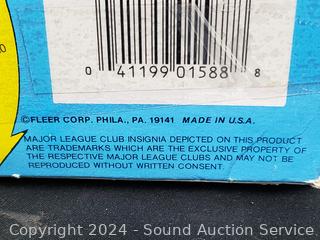 0 41199 01588 8
©FLEER CORP. PHILA., PA. 19141 MADE IN U.S.A.
MAJOR LEAGUE CLUB INSIGNIA DEPICTED ON THIS PRODUCT
ARE TRADEMARKS WHICH ARE THE EXCLUSIVE PROPERTY OF
THE RESPECTIVE MAJOR LEAGUE CLUBS AND MAY NOT BE
REPRODUCED WITHOUT WRITTEN CONSENT.
Copyright 2024 - Sound Auction Service